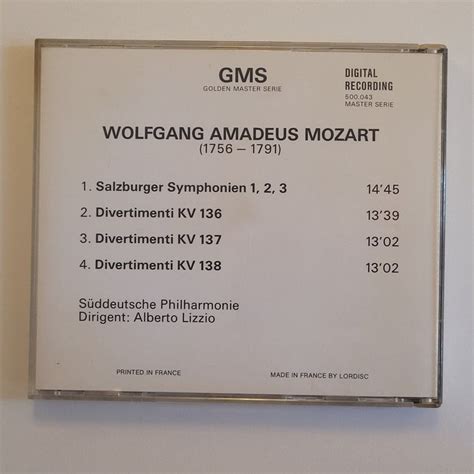 GMS
GOLDEN MASTER SERIE
DIGITAL
RECORDING
500.043
MASTER SERIE
WOLFGANG AMADEUS MOZART
(1756 – 1791)
1. Salzburger Symphonien 1, 2, 3 14'45
2. Divertimenti KV 136 13'39
3. Divertimenti KV 137 13'02
4. Divertimenti KV 138 13'02
Süddeutsche Philharmonie
Dirigent: Alberto Lizzio
PRINTED IN FRANCE
MADE IN FRANCE BY LORDISC